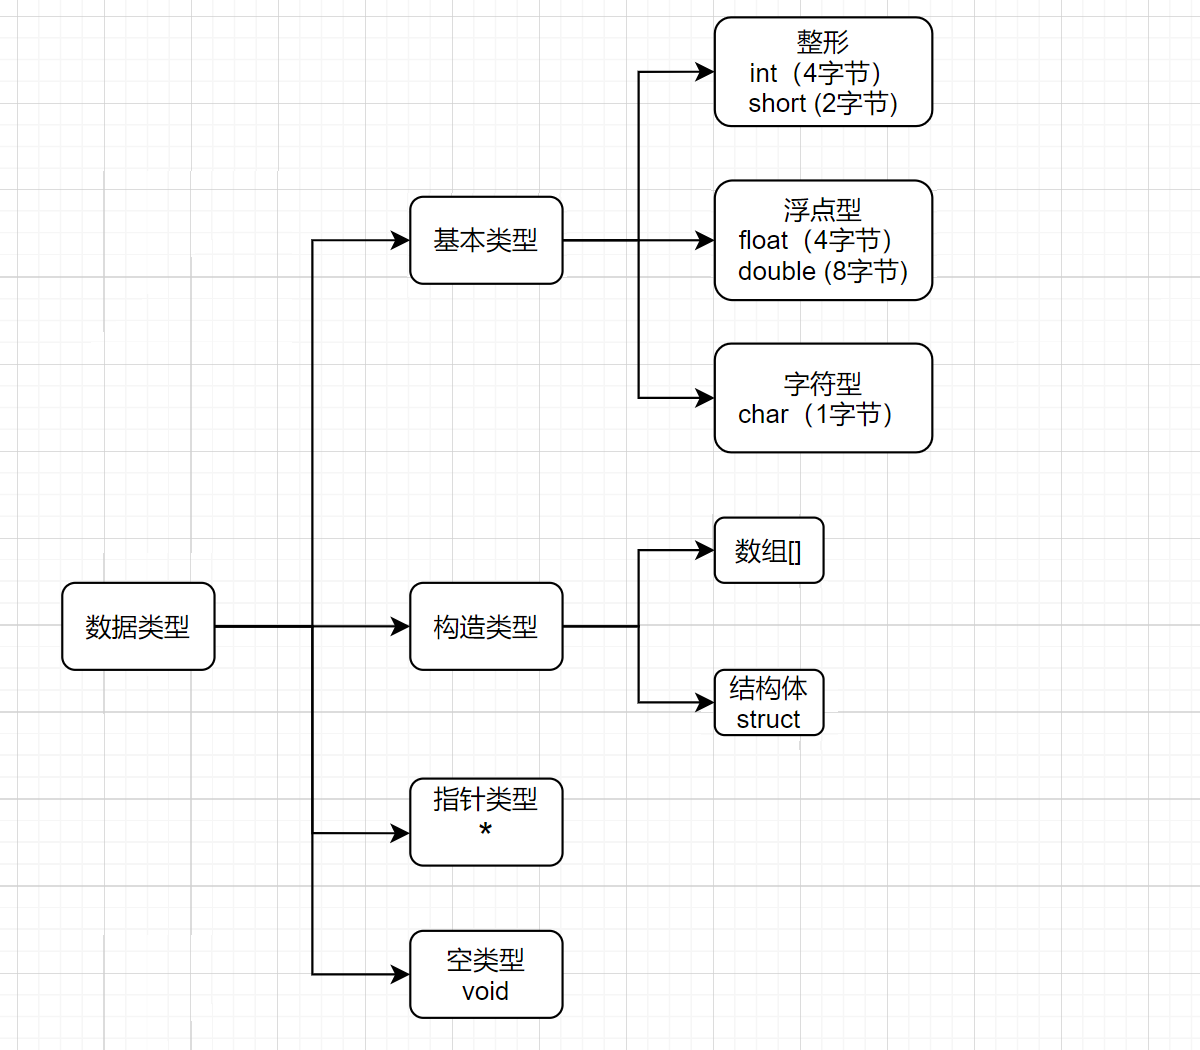 整形
int（4字节）
short (2字节)
浮点型
float（4字节）
double (8字节)
基本类型
字符型
char（1字节）
数组[]
数据类型
构造类型
结构体
struct
指针类型
*
空类型
void